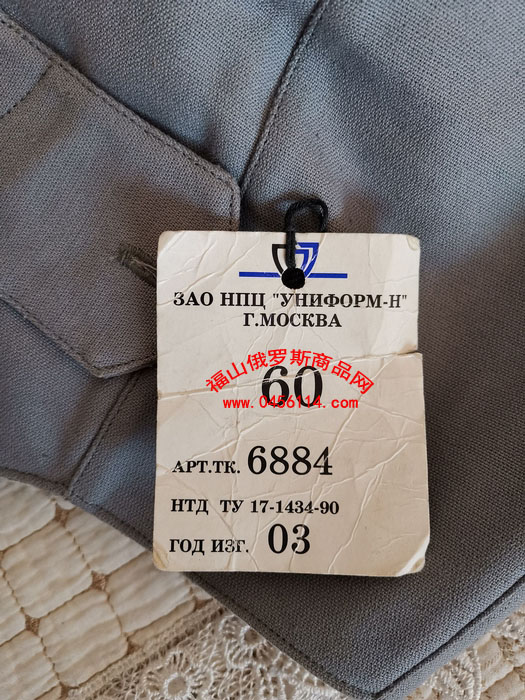 ЗАО НПЦ "УНИФОРМ-Н"
Г.МОСКВА
福山俄罗斯商品网
60
www.0456114.com
АРТ.ТК. 6884
НТД ТУ 17-1434-90
ГОД ИЗГ. 03